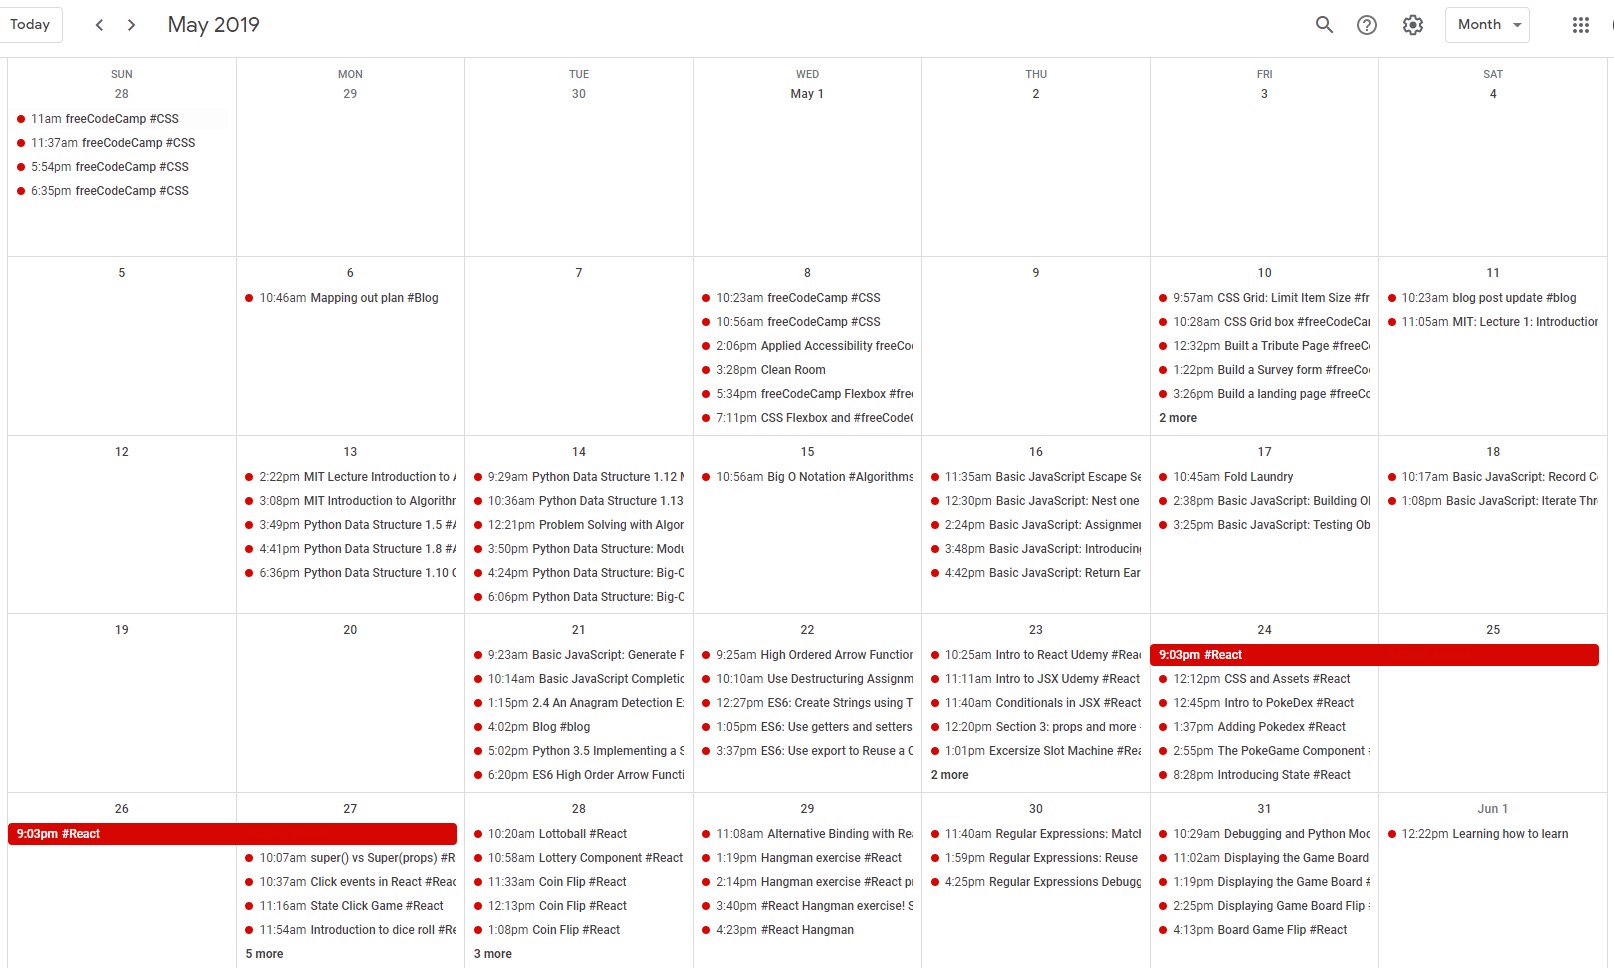 Today
May 2019
Month
SUN
28
11am freeCodeCamp #CSS
11:37am freeCodeCamp #CSS
5:54pm freeCodeCamp #CSS
6:35pm freeCodeCamp #CSS
MON
29
TUE
30
WED
May 1
THU
2
FRI
3
SAT
4
5
6
10:46am Mapping out plan #Blog
7
8
10:23am freeCodeCamp #CSS
10:56am freeCodeCamp #CSS
2:06pm Applied Accessibility freeCo
3:28pm Clean Room
5:34pm freeCodeCamp Flexbox #free
7:11pm CSS Flexbox and #freeCodeC
9
10
9:57am CSS Grid: Limit Item Size #fr
10:28am CSS Grid box #freeCodeCa
12:32pm Built a Tribute Page #freeC
1:22pm Build a Survey form #freeCo
3:26pm Build a landing page #freeCo
2 more
11
10:23am blog post update #blog
11:05am MIT: Lecture 1: Introduction
12
13
2:22pm MIT Lecture Introduction to A
3:08pm MIT Introduction to Algorithr
3:49pm Python Data Structure 1.5 #A
4:41pm Python Data Structure 1.8 #A
6:36pm Python Data Structure 1.10 C
14
9:29am Python Data Structure 1.12 M
10:36am Python Data Structure 1.13
12:21pm Problem Solving with Algor
3:50pm Python Data Structure: Modu
4:24pm Python Data Structure: Big-O
6:06pm Python Data Structure: Big-O
15
10:56am Big O Notation #Algorithms
16
11:35am Basic JavaScript Escape Se
12:30pm Basic JavaScript: Nest one
2:24pm Basic JavaScript: Assignmen
3:48pm Basic JavaScript: Introducing
4:42pm Basic JavaScript: Return Ear
17
10:45am Fold Laundry
2:38pm Basic JavaScript: Building Ob
3:25pm Basic JavaScript: Testing Ob
18
10:17am Basic JavaScript: Record Co
1:08pm Basic JavaScript: Iterate Thr
19
20
21
9:23am Basic JavaScript: Generate R
10:14am Basic JavaScript Completio
1:15pm 2.4 An Anagram Detection Ex
4:02pm Blog #blog
5:02pm Python 3.5 Implementing a S
6:20pm ES6 High Order Arrow Functi
22
9:25am High Ordered Arrow Function
10:10am Use Destructuring Assignm
12:27pm ES6: Create Strings using T
1:05pm ES6: Use getters and setters
3:37pm ES6: Use export to Reuse a C
23
10:25am Intro to React Udemy #Reac
11:11am Intro to JSX Udemy #React
11:40am Conditionals in JSX #React
12:20pm Section 3: props and more
1:01pm Excersize Slot Machine #Rea
2 more
24
9:03pm #React
12:12pm CSS and Assets #React
12:45pm Intro to PokeDex #React
1:37pm Adding Pokedex #React
2:55pm The PokeGame Component #
8:28pm Introducing State #React
25
26
9:03pm #React
27
10:07am super() vs Super(props) #R
10:37am Click events in React #Reac
11:16am State Click Game #React
11:54am Introduction to dice roll #Re
5 more
28
10:20am Lottoball #React
10:58am Lottery Component #React
11:33am Coin Flip #React
12:13pm Coin Flip #React
1:08pm Coin Flip #React
3 more
29
11:08am Alternative Binding with Rea
1:19pm Hangman exercise #React
2:14pm Hangman exercise #React p
3:40pm #React Hangman exercise! S
4:23pm #React Hangman
30
11:40am Regular Expressions: Match
1:59pm Regular Expressions: Reuse
4:25pm Regular Expressions Debugg
31
10:29am Debugging and Python Moc
11:02am Displaying the Game Board
1:19pm Displaying the Game Board #
2:25pm Displaying Game Board Flip #
4:13pm Board Game Flip #React
Jun 1
12:22pm Learning how to learn